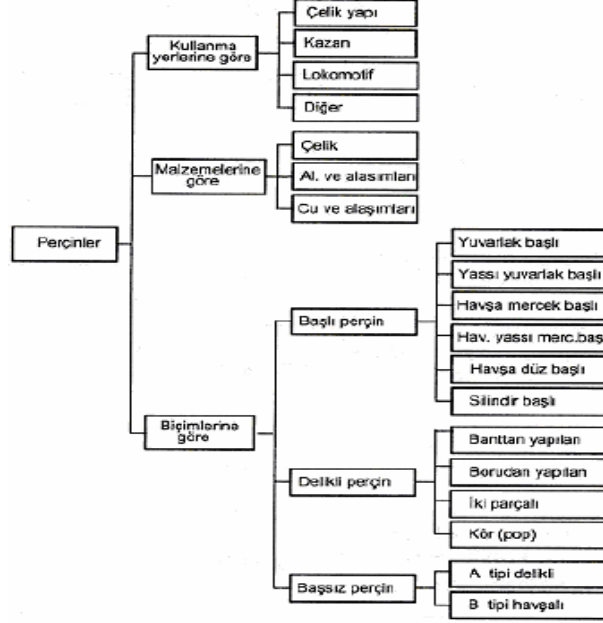 Perçinler
Kullanma
yerlerine göre
Çelik yapı
Kazan
Lokomotif
Diğer
Malzemelerine
göre
Çelik
Al. ve alasımları
Cu ve alaşımları
Biçimlerine
göre
Başlı perçin
Yuvarlak başlı
Yassı yuvarlak başlı
Havşa mercek başlı
Hav. yassı merc.baş
Havşa düz başlı
Silindir başlı
Delikli perçin
Banttan yapılan
Borudan yapılan
İki parçalı
Kör (pop)
Başsız perçin
A tipi delikli
B tipi havşalı